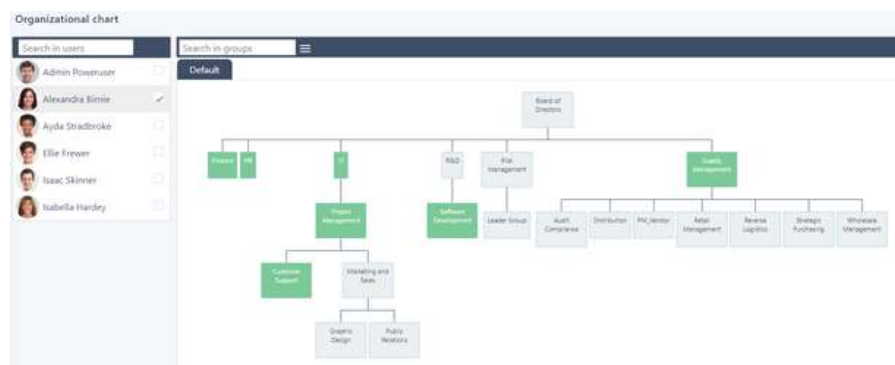 Organizational chart
Search in users
Search in groups
Default
Admin Poweruser
Alexandra Birnie
Ayda Stradbroke
Ellie Frewer
Isaac Skinner
Isabella Hardey
Board of
Directors
Finance
HR
IT
R&D
Risk
Management
Supply
Management
Project
Management
Software
Development
Leader Group
Audit
Compliance
Distribution
PM_Vendor
Retail
Management
Reverse
Logistics
Strategic
Purchasing
Wholesale
Management
Customer
Support
Marketing and
Sales
Graphic
Design
Public
Relations